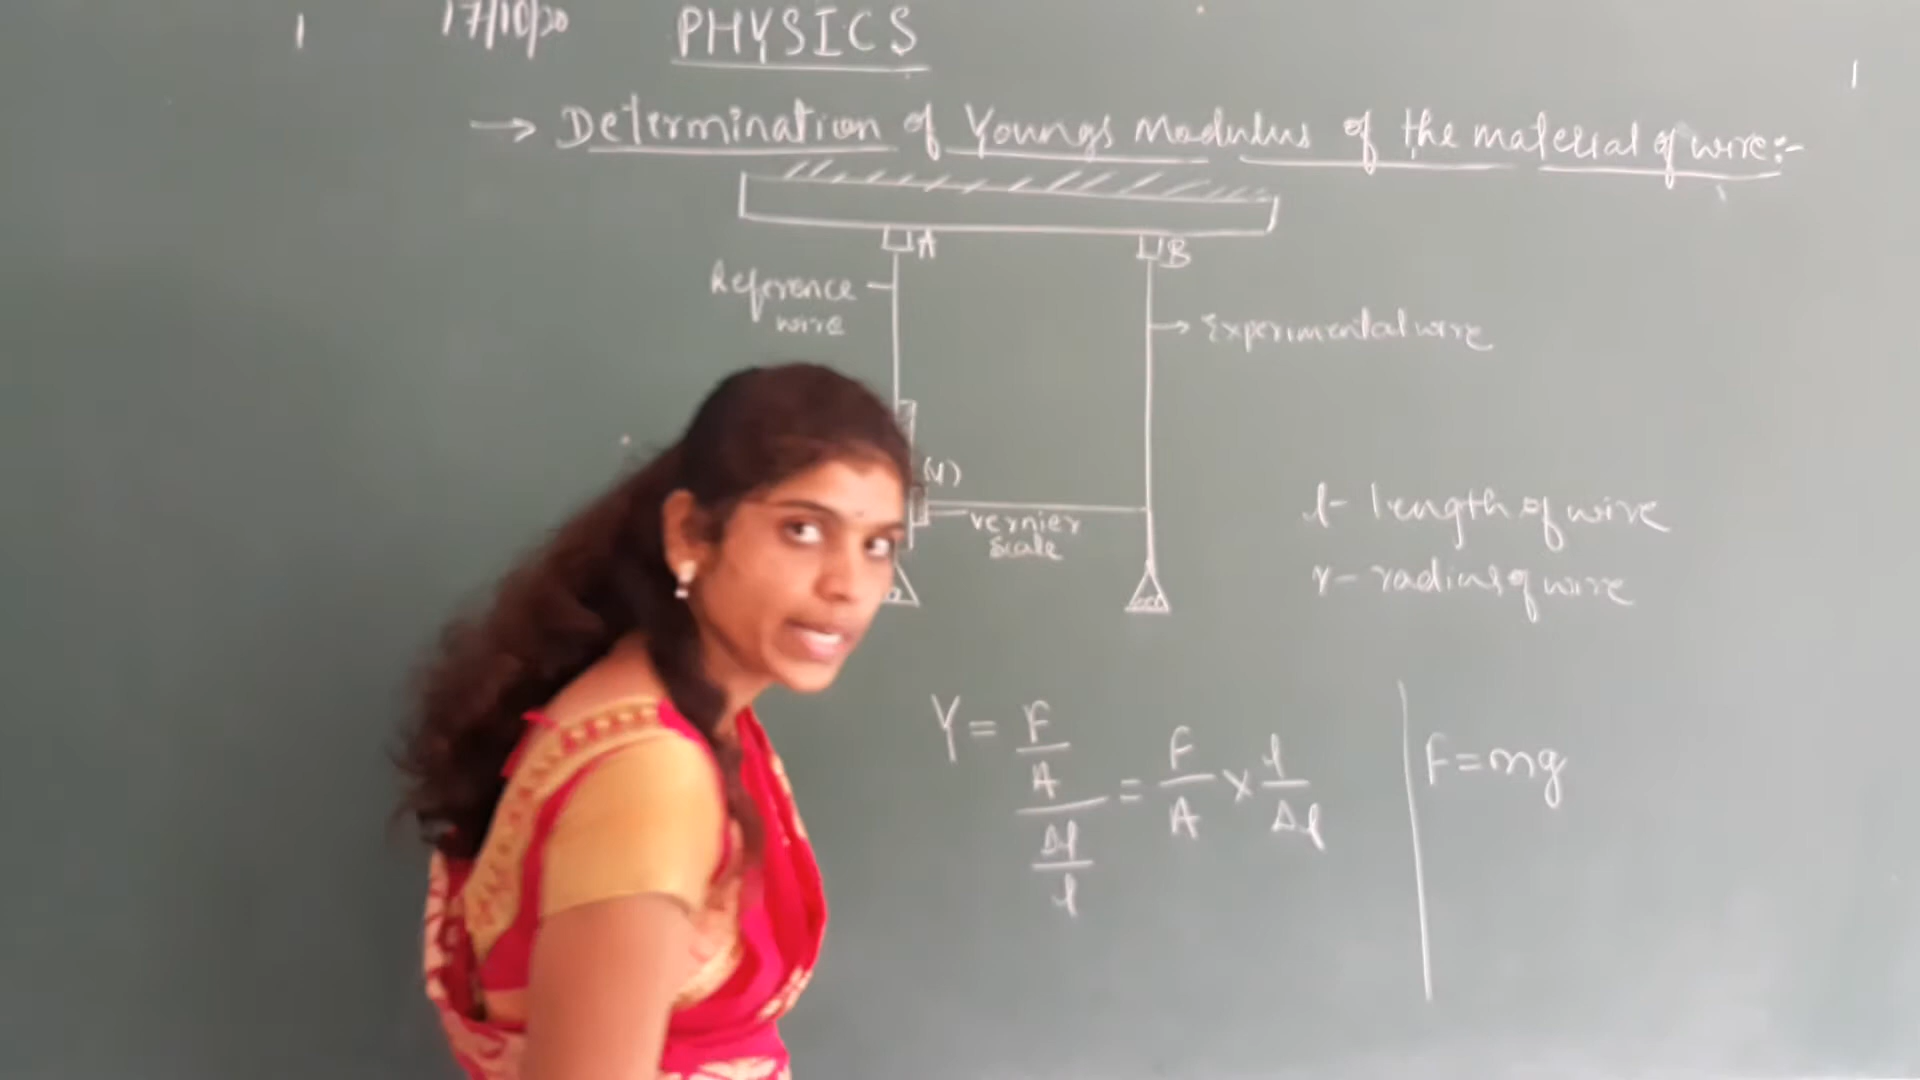 1
17/10/20
PHYSICS
1
→ Determination of Youngs Modulus of the material of wire:-
A
B
Reference
wire
→ Experimental wire
(V)
vernier
Scale
l- length of wire
r- radius of wire
Y = F/A / Δl/l = F/A × l/Δl
F = mg